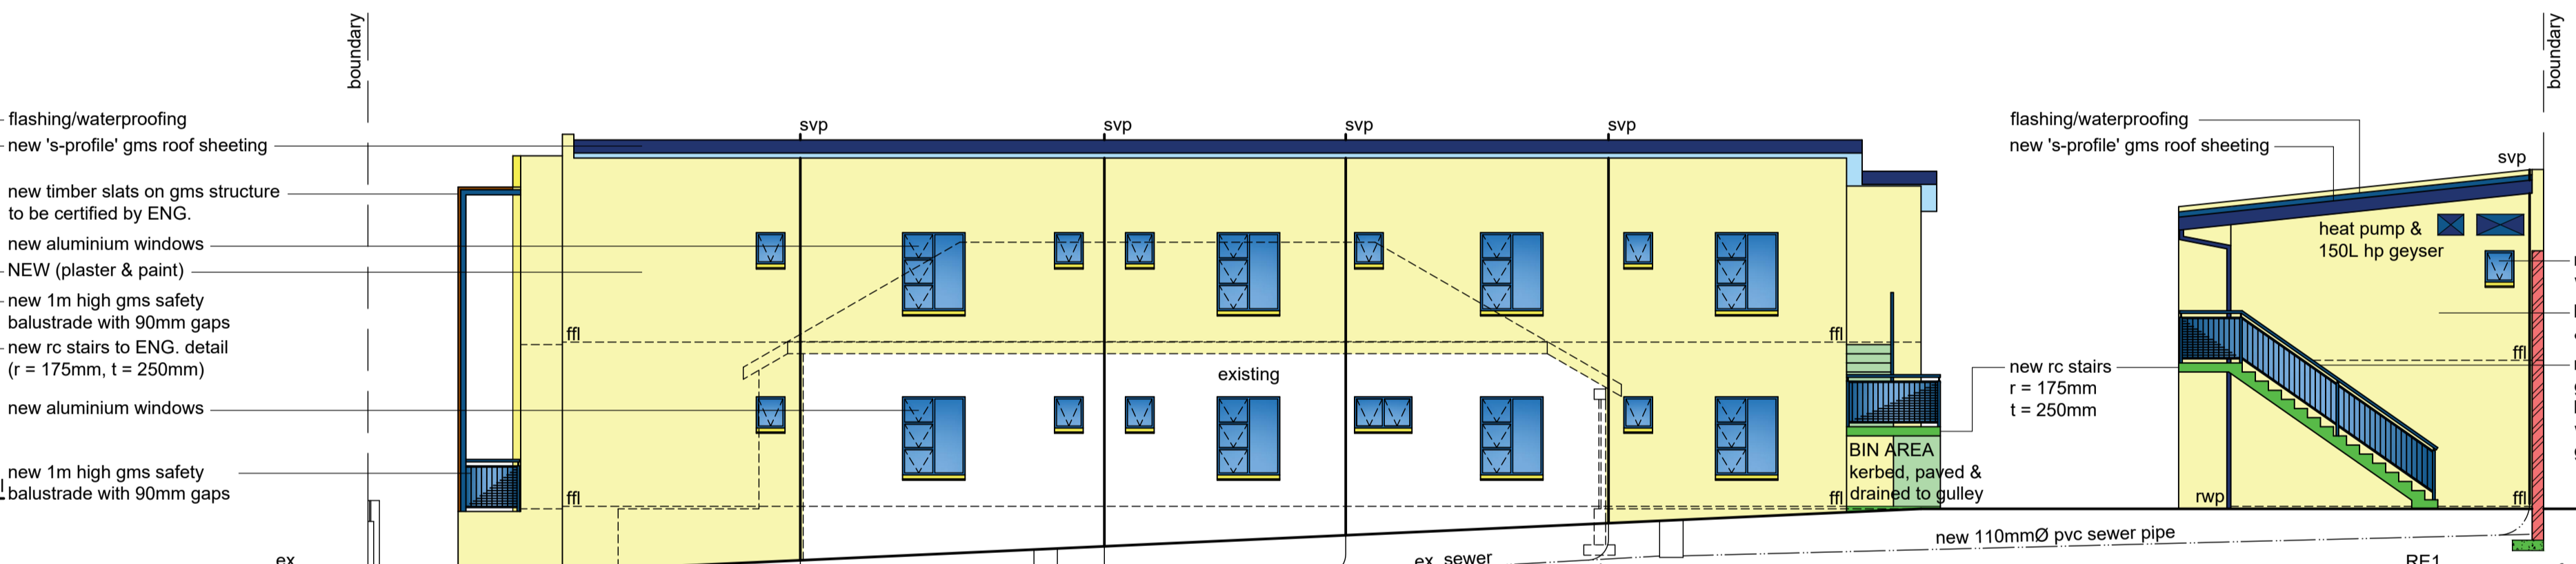 boundary
flashing/waterproofing
new 's-profile' gms roof sheeting
new timber slats on gms structure
to be certified by ENG.
new aluminium windows
NEW (plaster & paint)
new 1m high gms safety
balustrade with 90mm gaps
new rc stairs to ENG. detail
(r = 175mm, t = 250mm)
new aluminium windows
new 1m high gms safety
balustrade with 90mm gaps
ex
svp
svp
svp
svp
ffl
ffl
existing
ffl
ffl
BIN AREA
kerbed, paved &
drained to gulley
ex sewer
new 110mmØ pvc sewer pipe
flashing/waterproofing
new 's-profile' gms roof sheeting
new rc stairs
r = 175mm
t = 250mm
boundary
svp
heat pump &
150L hp geyser
ffl
rwp
ffl